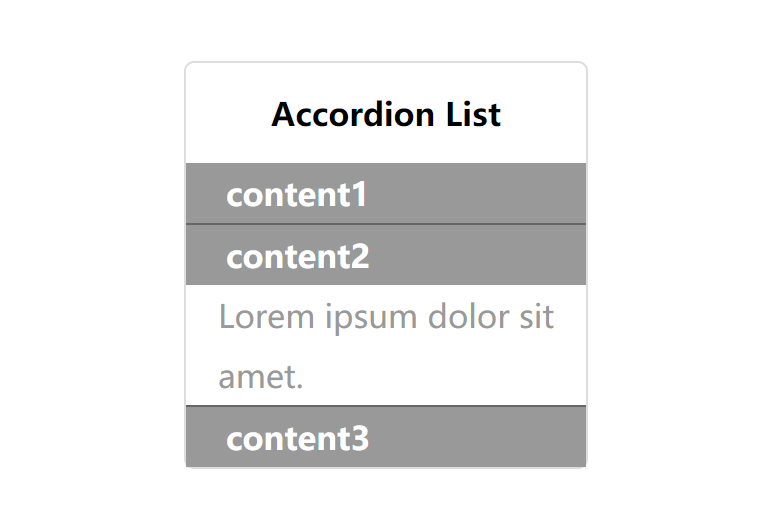 Accordion List
content1
content2
Lorem ipsum dolor sit
amet.
content3